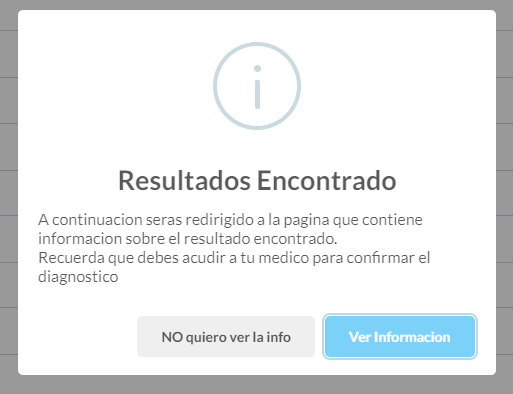 Resultados Encontrado
A continuacion seras redirigido a la pagina que contiene
informacion sobre el resultado encontrado.
Recuerda que debes acudir a tu medico para confirmar el
diagnostico
NO quiero ver la info
Ver Informacion